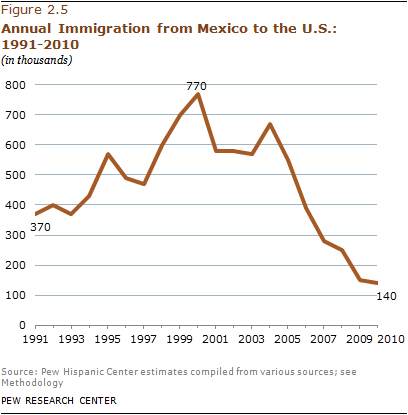 Figure 2.5
Annual Immigration from Mexico to the U.S.:
1991-2010
(in thousands)
800
770
700
600
500
400
370
300
200
140
100
0
1991 1993 1995 1997 1999 2001 2003 2005 2007 2009 2010
Source: Pew Hispanic Center estimates compiled from various sources; see
Methodology
PEW RESEARCH CENTER